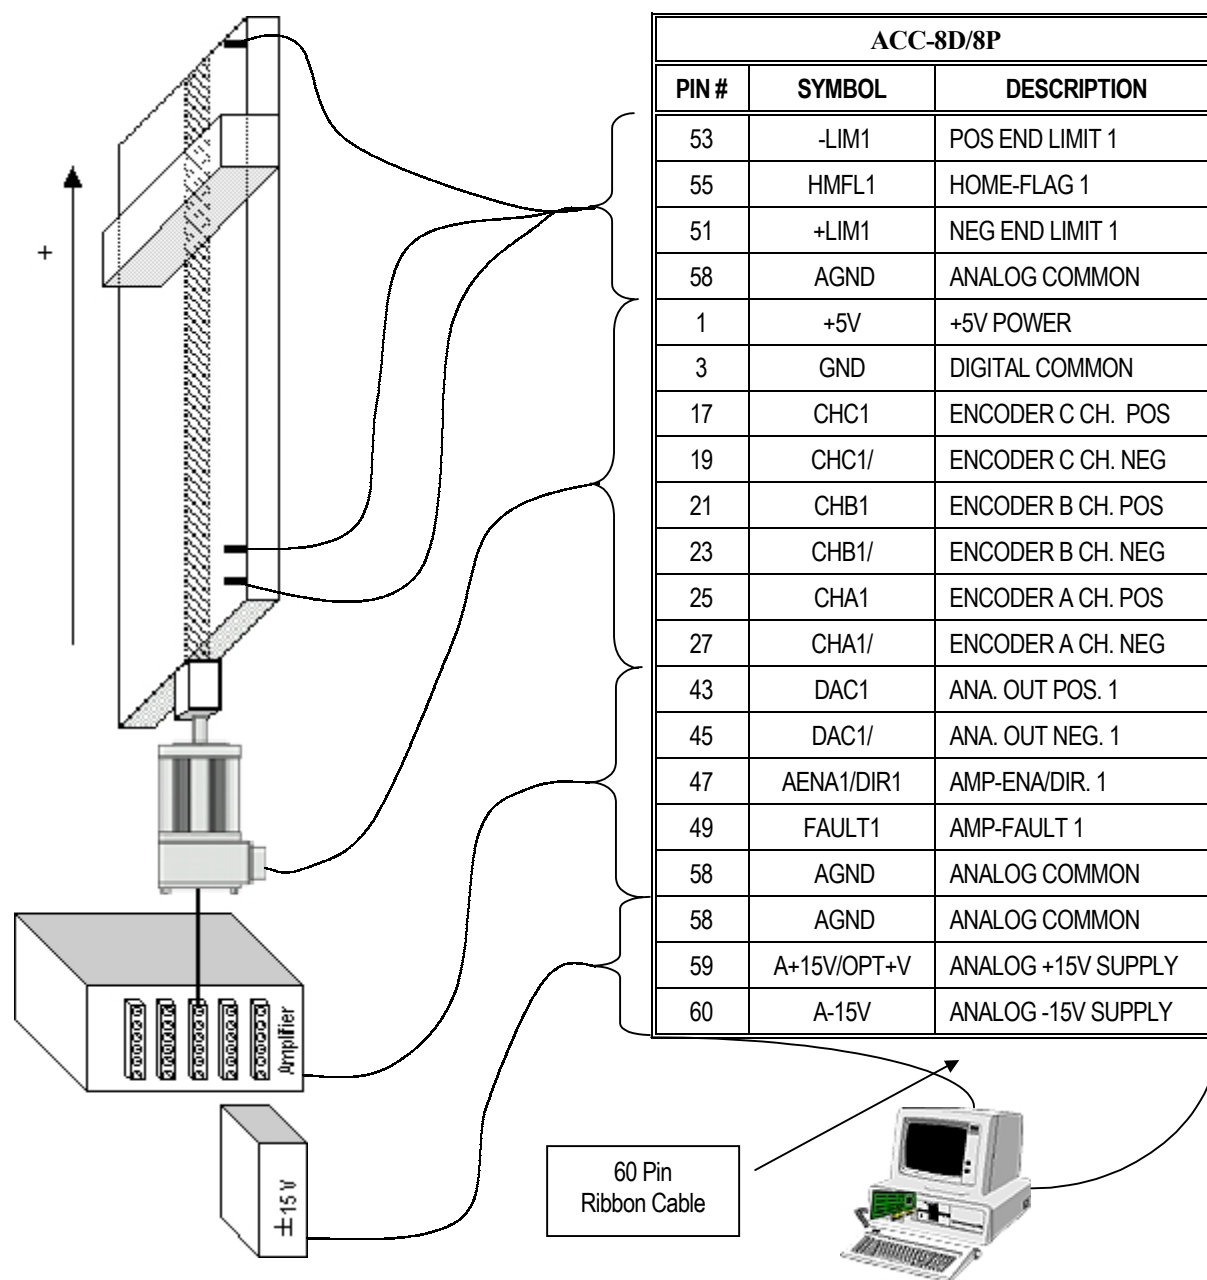 ACC-8D/8P
PIN # SYMBOL DESCRIPTION
53 -LIM1 POS END LIMIT 1
55 HMFL1 HOME-FLAG 1
51 +LIM1 NEG END LIMIT 1
58 AGND ANALOG COMMON
1 +5V +5V POWER
3 GND DIGITAL COMMON
17 CHC1 ENCODER C CH. POS
19 CHC1/ ENCODER C CH. NEG
21 CHB1 ENCODER B CH. POS
23 CHB1/ ENCODER B CH. NEG
25 CHA1 ENCODER A CH. POS
27 CHA1/ ENCODER A CH. NEG
43 DAC1 ANA. OUT POS. 1
45 DAC1/ ANA. OUT NEG. 1
47 AENA1/DIR1 AMP-ENA/DIR. 1
49 FAULT1 AMP-FAULT 1
58 AGND ANALOG COMMON
58 AGND ANALOG COMMON
59 A+15V/OPT+V ANALOG +15V SUPPLY
60 A-15V ANALOG -15V SUPPLY
+
Amplifier
±15 V
60 Pin
Ribbon Cable